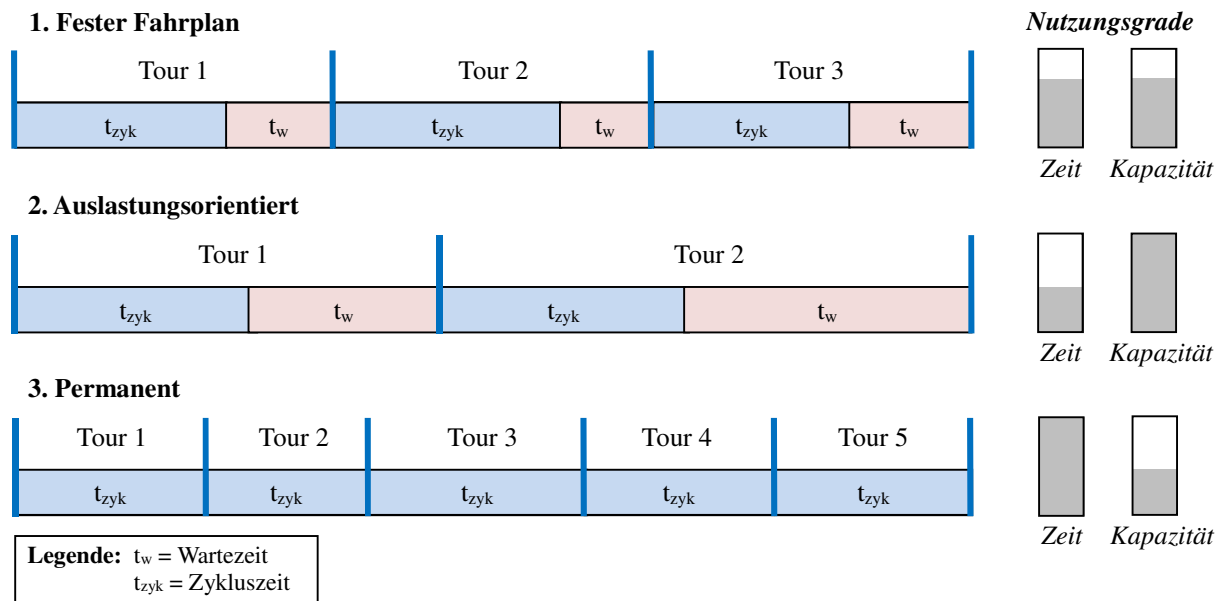 1. Fester Fahrplan
Nutzungsgrade
Tour 1 Tour 2 Tour 3
tzyk tw tzyk tw tzyk tw
Zeit Kapazität
2. Auslastungsorientiert
Tour 1 Tour 2
tzyk tw tzyk tw
Zeit Kapazität
3. Permanent
Tour 1 Tour 2 Tour 3 Tour 4 Tour 5
tzyk tzyk tzyk tzyk tzyk
Zeit Kapazität
Legende: tw = Wartezeit
tzyk = Zykluszeit